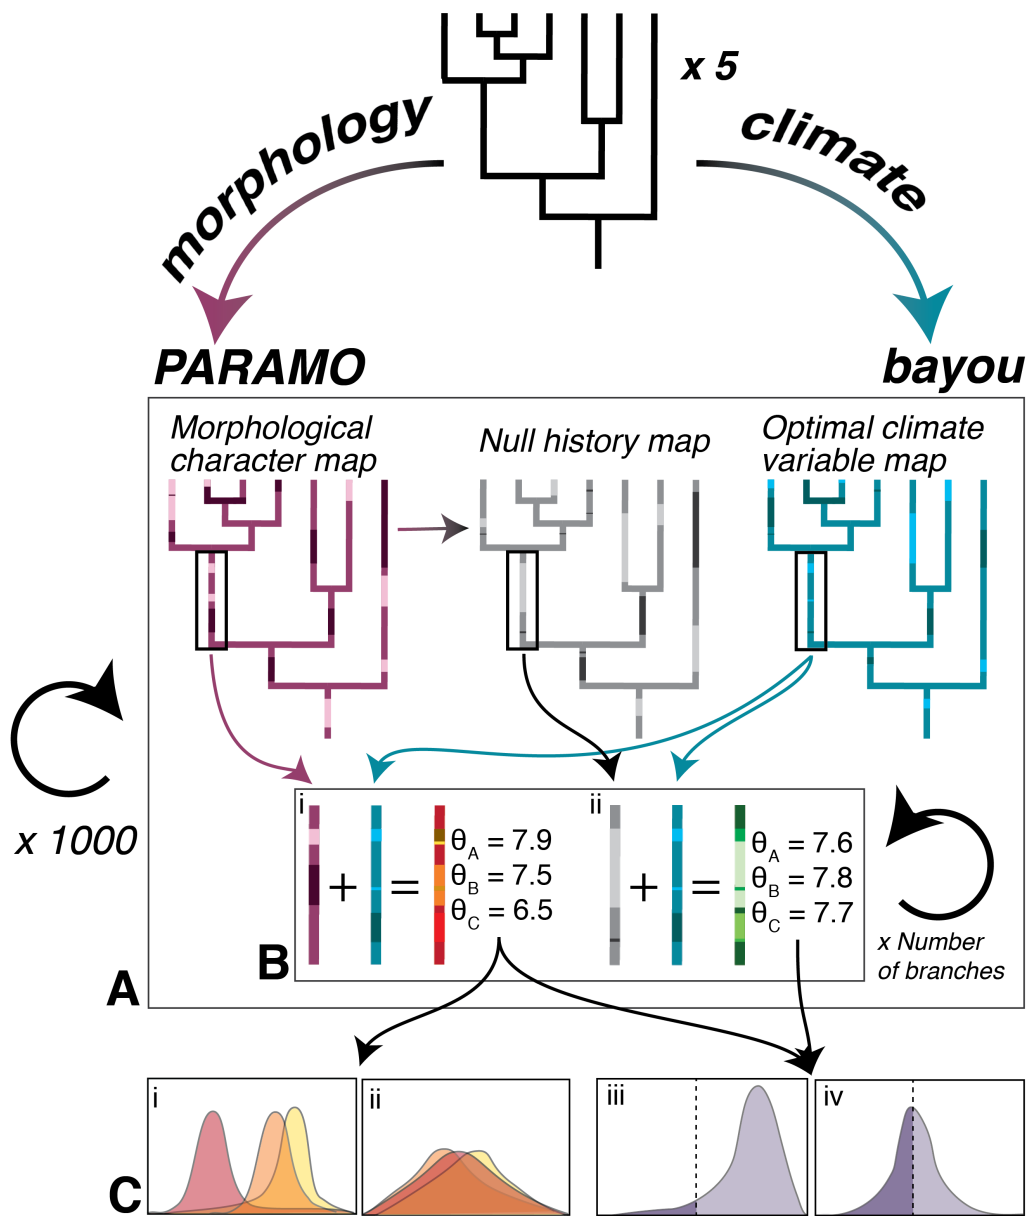 x 5
morphology
climate
PARAMO
bayou
Morphological
character map
Null history map
Optimal climate
variable map
x 1000
i
ii
+
=
θA = 7.9
θB = 7.5
θC = 6.5
+
=
θA = 7.6
θB = 7.8
θC = 7.7
x Number
of branches
B
A
i
ii
iii
iv
C